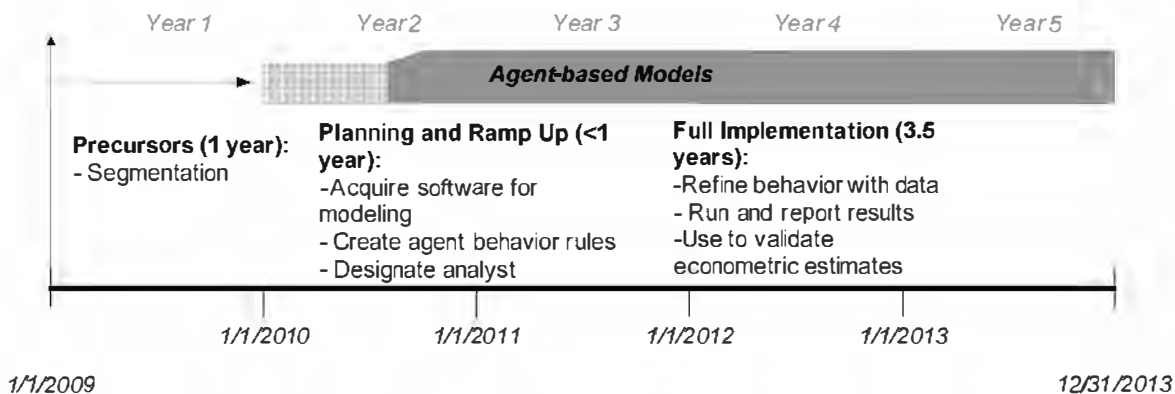 Year 1 Year2 Year 3 Year4 Year5
Agent-based Models
Precursors (1 year):
- Segmentation
Planning and Ramp Up (<1
year):
-Acquire software for
modeling
- Create agent behavior rules
- Designate analyst
Full Implementation (3.5
years):
-Refine behavior with data
- Run and report results
-Use to validate
econometric estimates
1/1/2010 1/1/2011 1/1/2012 1/1/2013
1/1/2009 12/31/2013